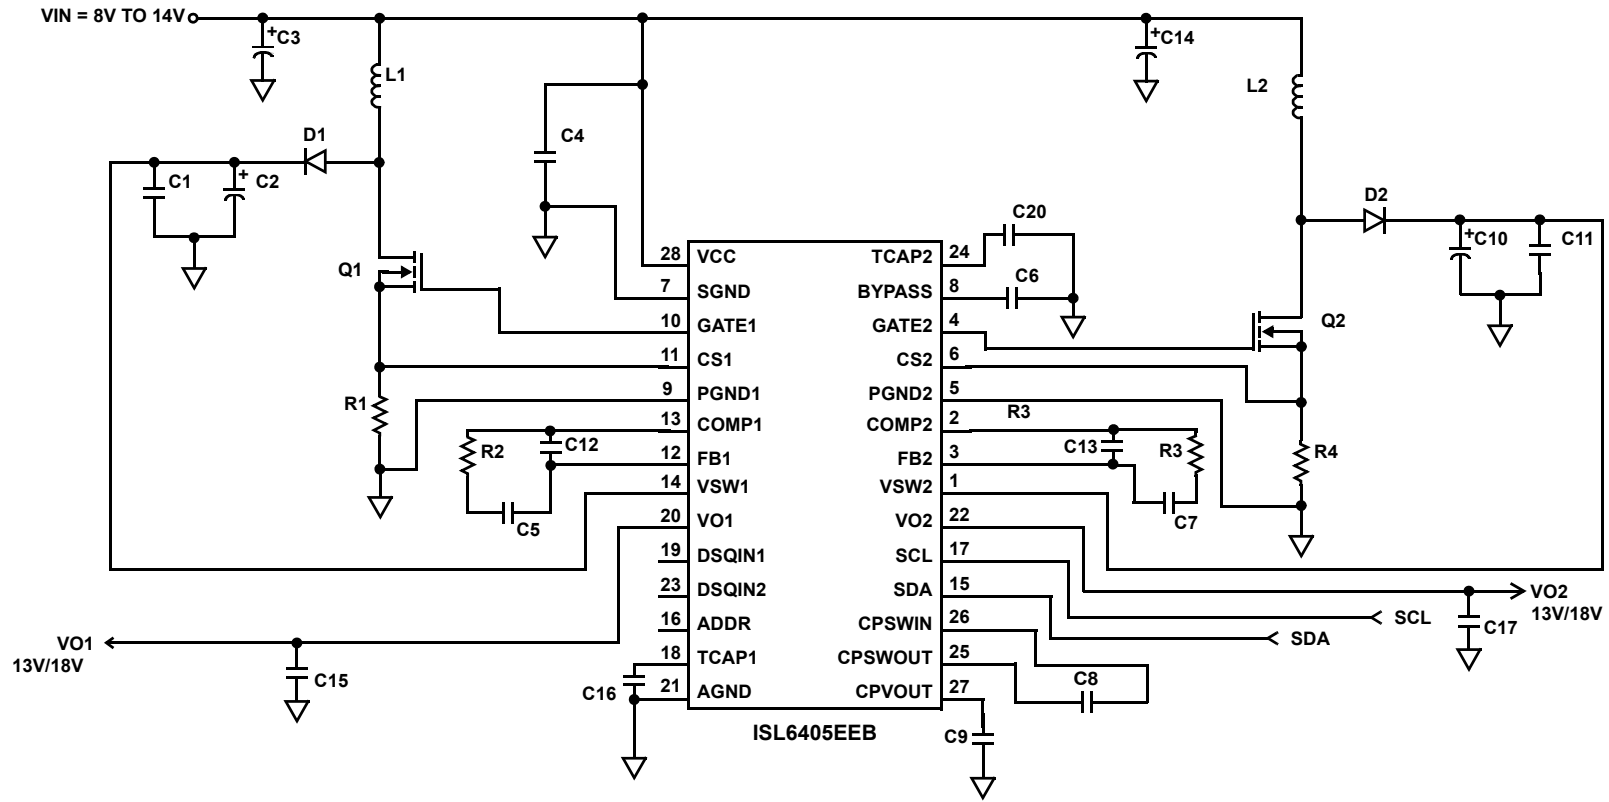 VIN = 8V TO 14V
+
C3
+
C14
L1
L2
C4
D1
C1
+
C2
D2
+
C10
C11
C20
Q1
C6
Q2
28
VCC
TCAP2
24
7
SGND
BYPASS
8
10
GATE1
GATE2
4
11
CS1
CS2
6
9
PGND1
PGND2
5
R1
R3
13
COMP1
COMP2
2
R2
C12
C13
R3
R4
12
FB1
FB2
3
14
VSW1
VSW2
1
C5
C7
20
VO1
VO2
22
19
DSQIN1
SCL
17
23
DSQIN2
SDA
15
16
ADDR
CPSWIN
26
18
TCAP1
CPSWOUT
25
21
AGND
CPVOUT
27
VO1
13V/18V
C15
C16
VO2
13V/18V
SCL
C17
SDA
C8
C9
ISL6405EEB